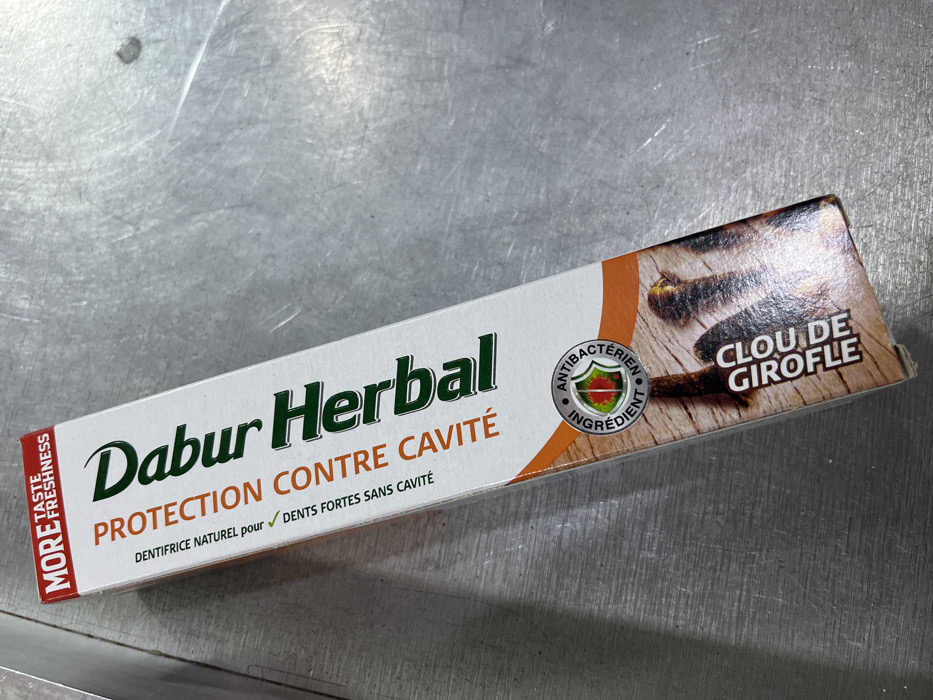 MORE TASTE
FRESHNESS
Dabur Herbal
PROTECTION CONTRE CAVITÉ
DENTIFRICE NATUREL pour ✓ DENTS FORTES SANS CAVITÉ
ANTIBACTÉRIEN
INGRÉDIENT
CLOU DE
GIROFLE